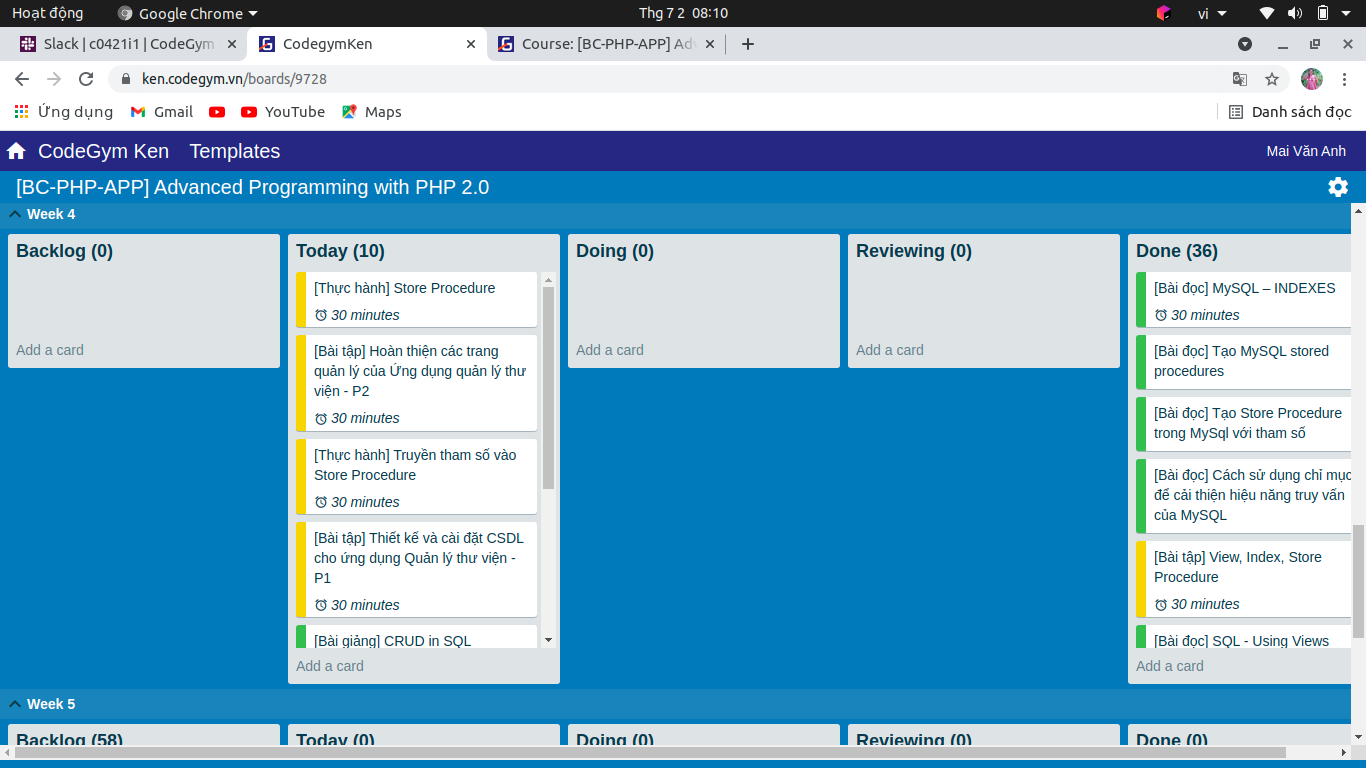 Hoạt động
Google Chrome
Thg 7 2 08:10
vi
Slack | c0421i1 | CodeGym
CodegymKen
Course: [BC-PHP-APP] Adv
ken.codegym.vn/boards/9728
Ứng dụng
Gmail
YouTube
Maps
Danh sách đọc
CodeGym Ken
Templates
Mai Văn Anh
[BC-PHP-APP] Advanced Programming with PHP 2.0
Week 4
Backlog (0)
Add a card
Today (10)
[Thực hành] Store Procedure
30 minutes
[Bài tập] Hoàn thiện các trang
quản lý của Ứng dụng quản lý thư
viện - P2
30 minutes
[Thực hành] Truyền tham số vào
Store Procedure
30 minutes
[Bài tập] Thiết kế và cài đặt CSDL
cho ứng dụng Quản lý thư viện -
P1
30 minutes
[Bài giảng] CRUD in SQL
Add a card
Doing (0)
Add a card
Reviewing (0)
Add a card
Done (36)
[Bài đọc] MySQL – INDEXES
30 minutes
[Bài đọc] Tạo MySQL stored
procedures
[Bài đọc] Tạo Store Procedure
trong MySql với tham số
[Bài đọc] Cách sử dụng chỉ mục
để cải thiện hiệu năng truy vấn
của MySQL
[Bài tập] View, Index, Store
Procedure
30 minutes
[Bài đọc] SQL - Using Views
Add a card
Week 5
Backlog (58)
Today (0)
Doing (0)
Reviewing (0)
Done (0)